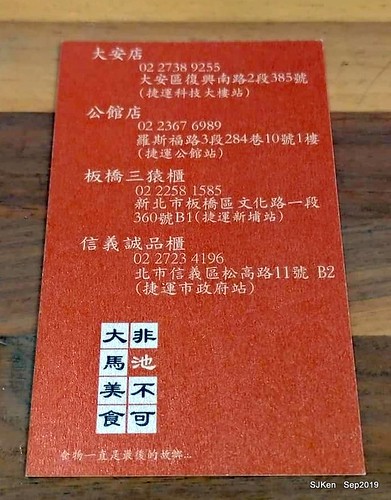 大安店
02 2738 9255
大安區復興南路2段385號
(捷運科技大樓站)
公館店
02 2367 6989
羅斯福路3段284巷10號1樓
(捷運公館站)
板橋三猿櫃
02 2258 1585
新北市板橋區文化路一段
360號B1(捷運新埔站)
信義誠品櫃
02 2723 4196
北市信義區松高路11號 B2
(捷運市政府站)
非池不可
大馬美食
食物一直是最後的故鄉...
SJKen Sep2019